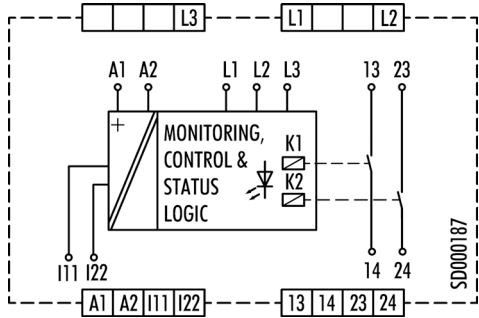 L3 L1 L2
A1 A2 L1 L2 L3 13 23
+
MONITORING,
CONTROL &
STATUS
LOGIC
K1
K2
I11 I22 14 24
A1 A2 I11 I22 13 14 23 24
SD000187